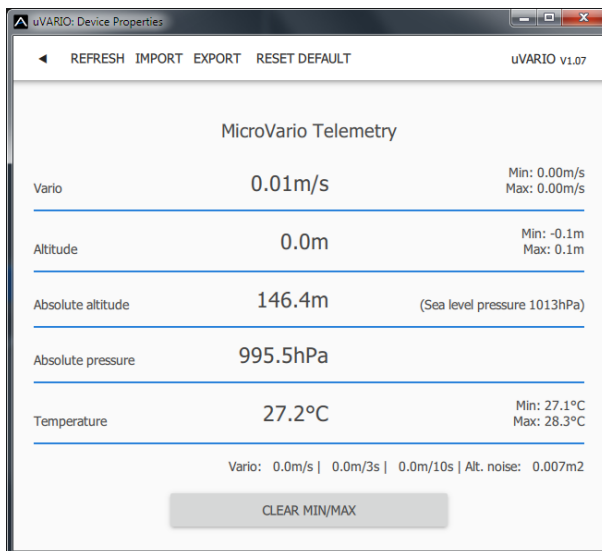 uVARIO: Device Properties
◄ REFRESH IMPORT EXPORT RESET DEFAULT uVARIO V1.07
MicroVario Telemetry
Vario 0.01m/s Min: 0.00m/s
Max: 0.00m/s
Altitude 0.0m Min: -0.1m
Max: 0.1m
Absolute altitude 146.4m (Sea level pressure 1013hPa)
Absolute pressure 995.5hPa
Temperature 27.2°C Min: 27.1°C
Max: 28.3°C
Vario: 0.0m/s | 0.0m/3s | 0.0m/10s | Alt. noise: 0.007m2
CLEAR MIN/MAX